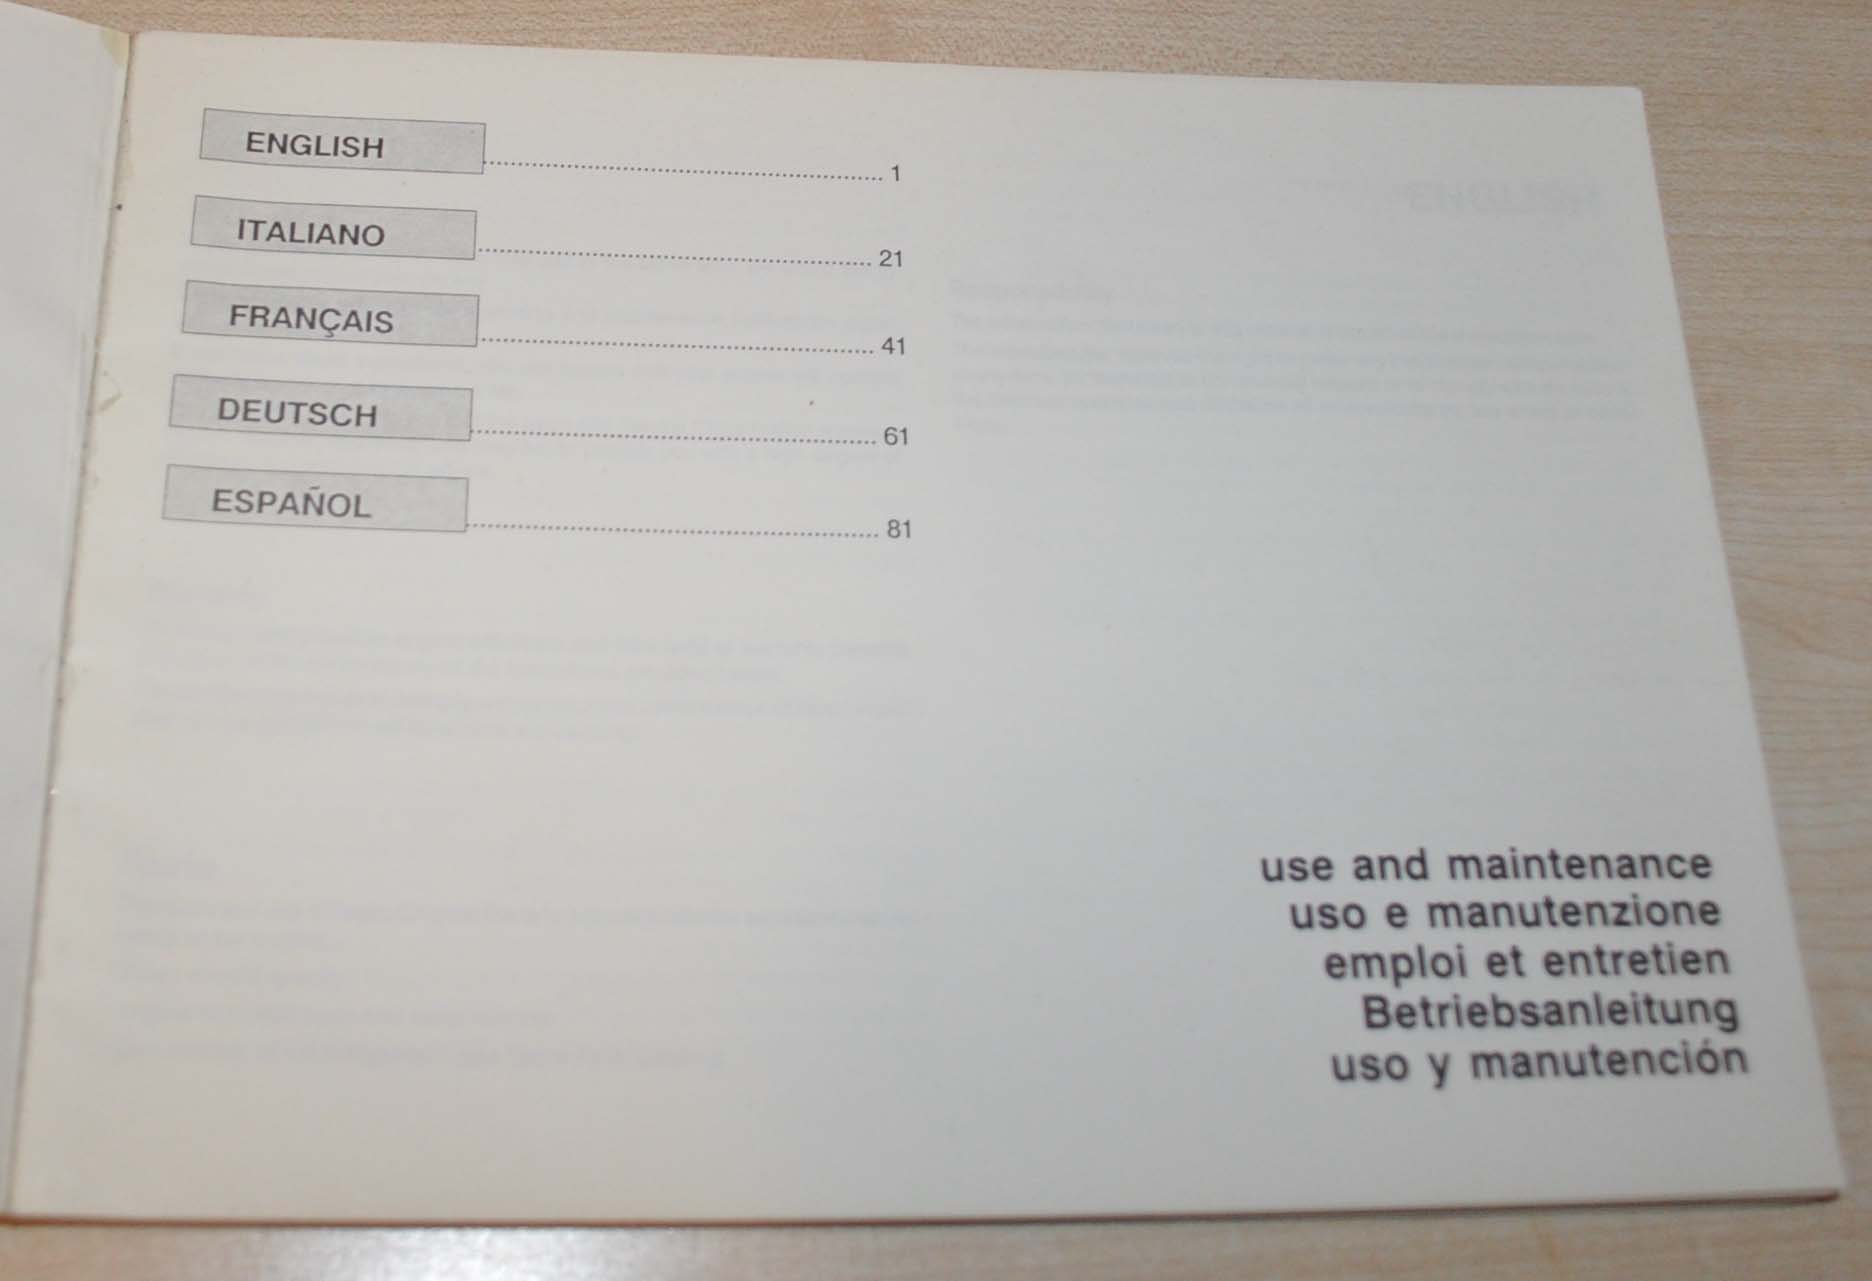 ENGLISH ........ 1
ITALIANO ........ 21
FRANÇAIS ........ 41
DEUTSCH ........ 61
ESPAÑOL ........ 81
use and maintenance
uso e manutenzione
emploi et entretien
Betriebsanleitung
uso y manutención